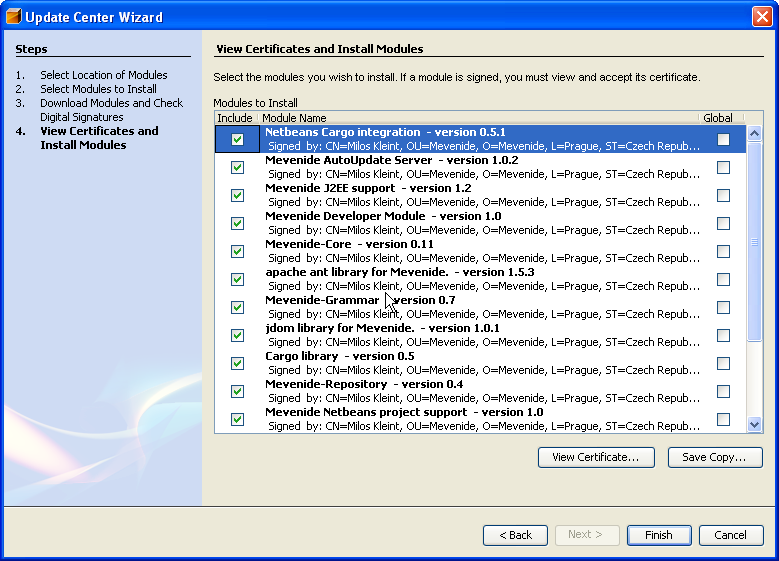 Update Center Wizard
Steps
1. Select Location of Modules
2. Select Modules to Install
3. Download Modules and Check
Digital Signatures
4. View Certificates and
Install Modules
View Certificates and Install Modules
Select the modules you wish to install. If a module is signed, you must view and accept its certificate.
Modules to Install
Include Module Name Global
Netbeans Cargo integration - version 0.5.1
Signed by: CN=Milos Kleint, OU=Mevenide, O=Mevenide, L=Prague, ST=Czech Repub...
Mevenide AutoUpdate Server - version 1.0.2
Signed by: CN=Milos Kleint, OU=Mevenide, O=Mevenide, L=Prague, ST=Czech Repub...
Mevenide J2EE support - version 1.2
Signed by: CN=Milos Kleint, OU=Mevenide, O=Mevenide, L=Prague, ST=Czech Repub...
Mevenide Developer Module - version 1.0
Signed by: CN=Milos Kleint, OU=Mevenide, O=Mevenide, L=Prague, ST=Czech Repub...
Mevenide-Core - version 0.11
Signed by: CN=Milos Kleint, OU=Mevenide, O=Mevenide, L=Prague, ST=Czech Repub...
apache ant library for Mevenide. - version 1.5.3
Signed by: CN=Milos Kleint, OU=Mevenide, O=Mevenide, L=Prague, ST=Czech Repub...
Mevenide-Grammar - version 0.7
Signed by: CN=Milos Kleint, OU=Mevenide, O=Mevenide, L=Prague, ST=Czech Repub...
jdom library for Mevenide. - version 1.0.1
Signed by: CN=Milos Kleint, OU=Mevenide, O=Mevenide, L=Prague, ST=Czech Repub...
Cargo library - version 0.5
Signed by: CN=Milos Kleint, OU=Mevenide, O=Mevenide, L=Prague, ST=Czech Repub...
Mevenide-Repository - version 0.4
Signed by: CN=Milos Kleint, OU=Mevenide, O=Mevenide, L=Prague, ST=Czech Repub...
Mevenide Netbeans project support - version 1.0
Signed by: CN=Milos Kleint, OU=Mevenide, O=Mevenide, L=Prague, ST=Czech Repub...
View Certificate... Save Copy...
< Back Next > Finish Cancel